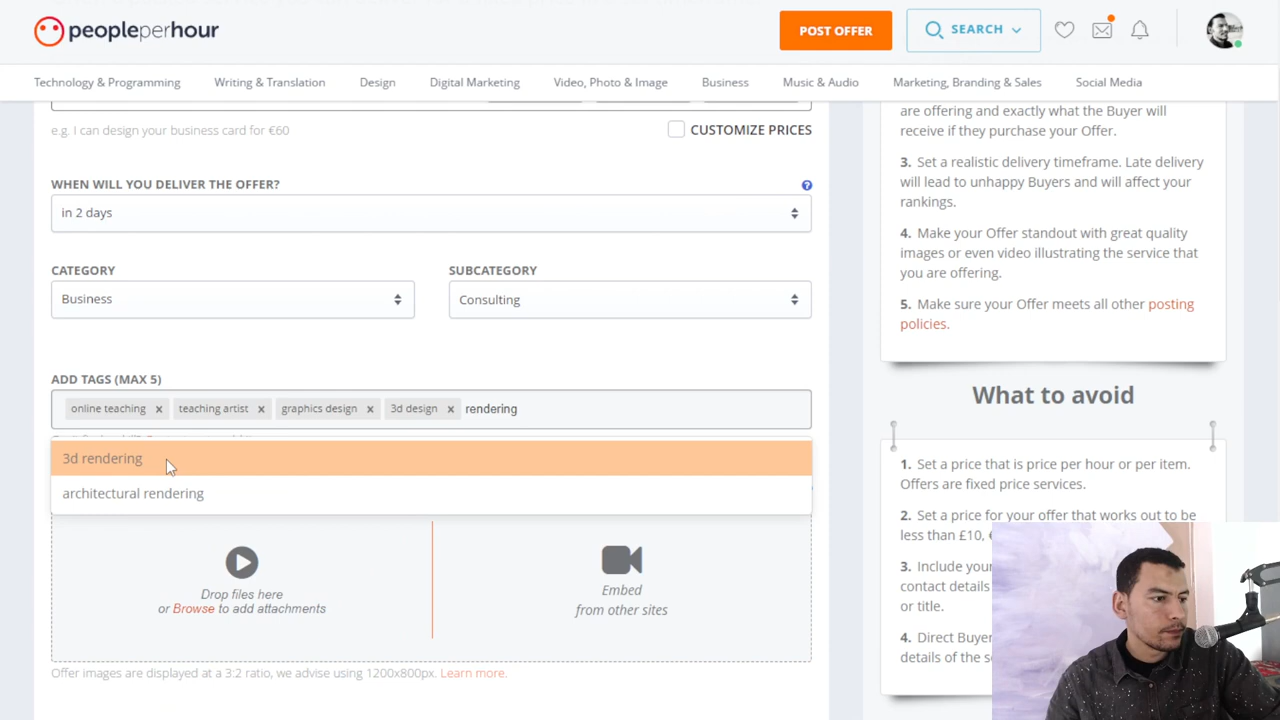 peopleperhour
POST OFFER
SEARCH
Technology & Programming
Writing & Translation
Design
Digital Marketing
Video, Photo & Image
Business
Music & Audio
Marketing, Branding & Sales
Social Media
e.g. I can design your business card for €60
CUSTOMIZE PRICES
WHEN WILL YOU DELIVER THE OFFER?
?
in 2 days
CATEGORY
SUBCATEGORY
Business
Consulting
ADD TAGS (MAX 5)
online teaching x teaching artist x graphics design x 3d design x rendering
3d rendering
architectural rendering
Drop files here
or Browse to add attachments
Embed
from other sites
Offer images are displayed at a 3:2 ratio, we advise using 1200x800px. Learn more.
are offering and exactly what the Buyer will
receive if they purchase your Offer.
3. Set a realistic delivery timeframe. Late delivery
will lead to unhappy Buyers and will affect your
rankings.
4. Make your Offer standout with great quality
images or even video illustrating the service that
you are offering.
5. Make sure your Offer meets all other posting
policies.
What to avoid
1. Set a price that is price per hour or per item.
Offers are fixed price services.
2. Set a price for your offer that works out to be
less than £10,
3. Include your
contact details
or title.
4. Direct Buyer
details of the